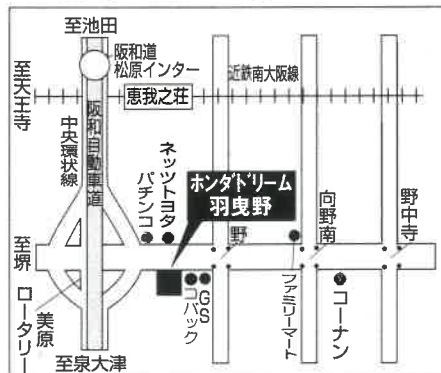 至池田
阪和道
松原インター
近鉄南大阪線
至天王寺
恵我之荘
中央環状線
阪和自動車道
パチンコ
ネッツトヨタ
ホンダドリーム
羽曳野
野
向野南
野中寺
至堺
ファミリーマート
コバック
GS
コーナン
美原
ロータリー
至泉大津